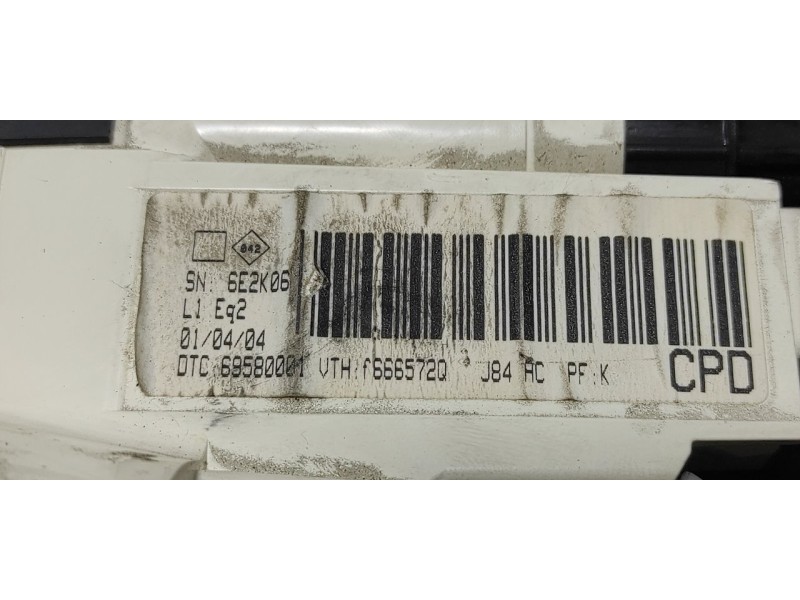 842
SN: 6E2K06
L1 Eq2
01/04/04
DTC:69580001 VTH:f666572Q J84 AC PF:K
CPD